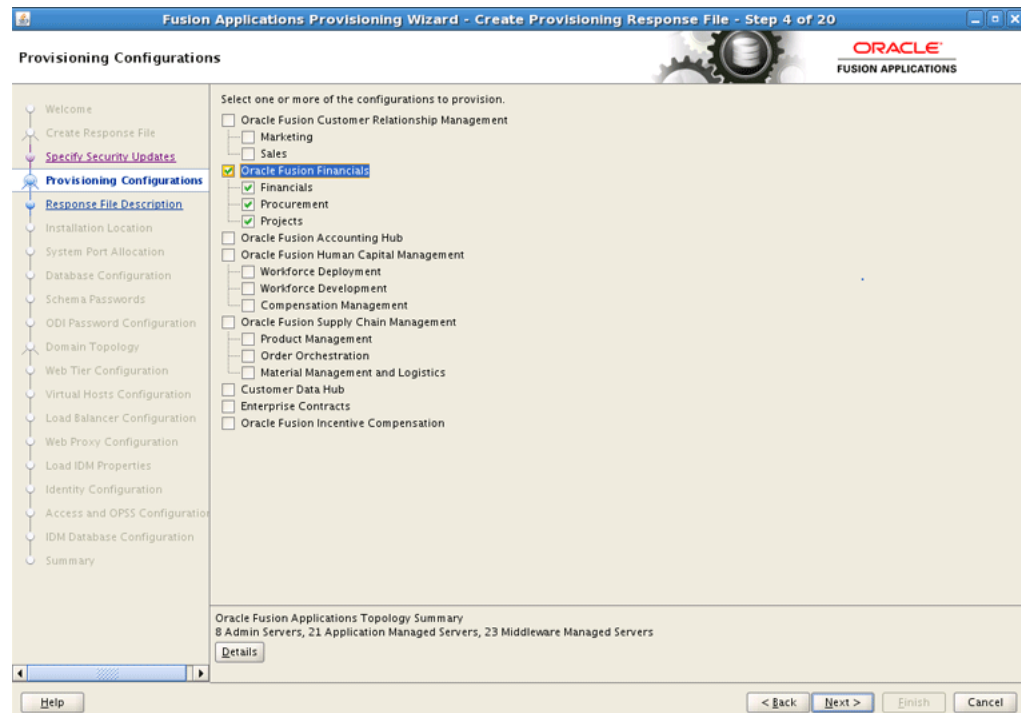 Fusion Applications Provisioning Wizard - Create Provisioning Response File - Step 4 of 20
Provisioning Configurations
ORACLE
FUSION APPLICATIONS
Welcome
Create Response File
Specify Security Updates
Provisioning Configurations
Response File Description
Installation Location
System Port Allocation
Database Configuration
Schema Passwords
ODI Password Configuration
Domain Topology
Web Tier Configuration
Virtual Hosts Configuration
Load Balancer Configuration
Web Proxy Configuration
Load IDM Properties
Identity Configuration
Access and OPSS Configuration
IDM Database Configuration
Summary
Select one or more of the configurations to provision.
Oracle Fusion Customer Relationship Management
Marketing
Sales
Oracle Fusion Financials
Financials
Procurement
Projects
Oracle Fusion Accounting Hub
Oracle Fusion Human Capital Management
Workforce Deployment
Workforce Development
Compensation Management
Oracle Fusion Supply Chain Management
Product Management
Order Orchestration
Material Management and Logistics
Customer Data Hub
Enterprise Contracts
Oracle Fusion Incentive Compensation
Oracle Fusion Applications Topology Summary
8 Admin Servers, 21 Application Managed Servers, 23 Middleware Managed Servers
Details
Help
< Back
Next >
Finish
Cancel